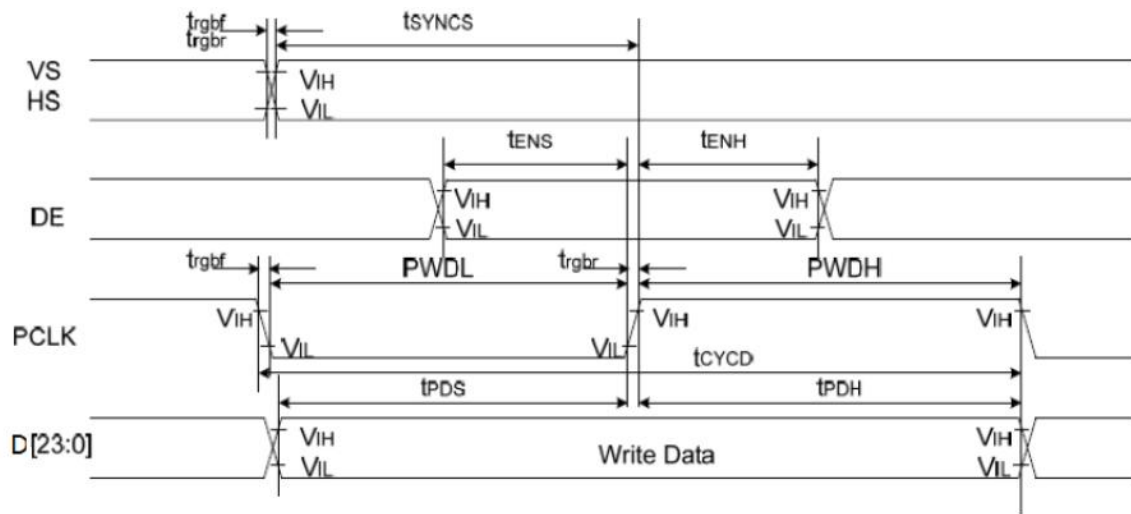 trgbf
trgbr
tSYNCS
VS
HS
VIH
VIL
tENS
tENH
DE
VIH
VIL
VIH
VIL
trgbf
PWDL
trgbr
PWDH
PCLK
VIH
VIL
VIL
VIH
VIH
tCYCD
tPDS
tPDH
D[23:0]
VIH
VIL
Write Data
VIH
VIL